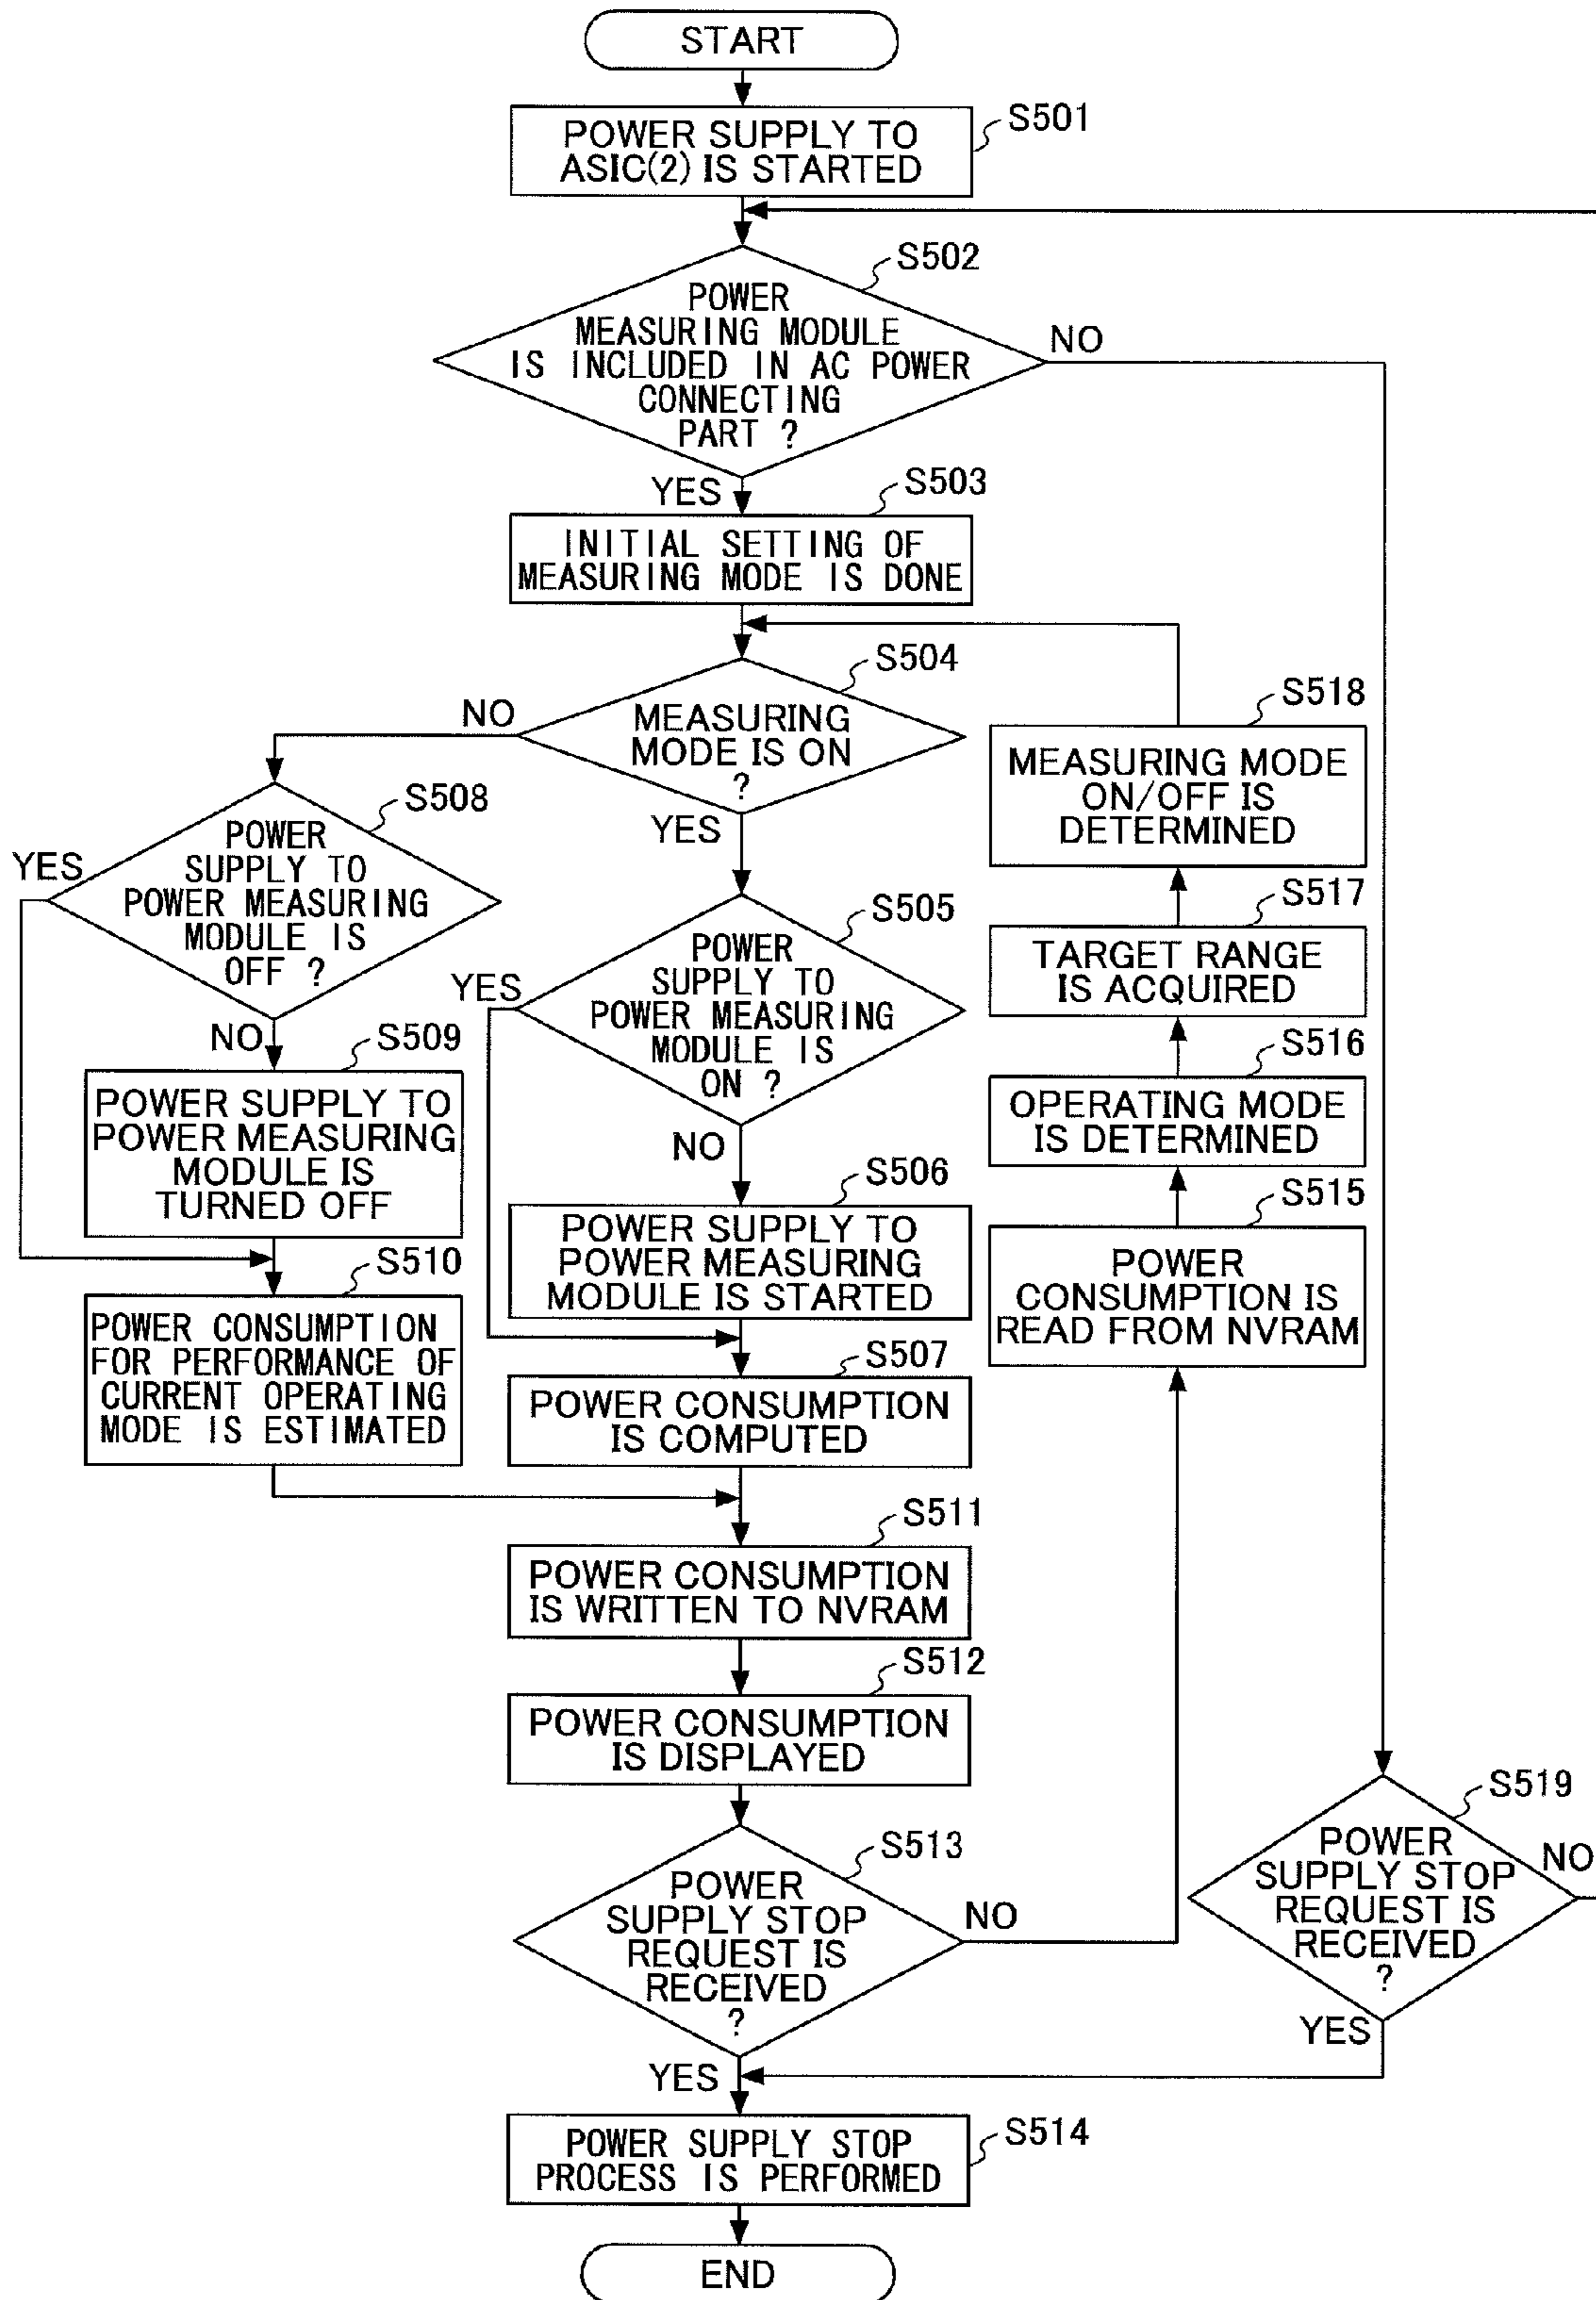 START
S501
POWER SUPPLY TO
ASIC(2) IS STARTED
S502
POWER
MEASURING MODULE
IS INCLUDED IN AC POWER
CONNECTING
PART ?
NO
YES
S503
INITIAL SETTING OF
MEASURING MODE IS DONE
S504
MEASURING
MODE IS ON
?
NO
YES
S508
POWER
SUPPLY TO
POWER MEASURING
MODULE IS
OFF ?
YES
NO
S509
POWER SUPPLY TO
POWER MEASURING
MODULE IS
TURNED OFF
S510
POWER CONSUMPTION
FOR PERFORMANCE OF
CURRENT OPERATING
MODE IS ESTIMATED
S505
POWER
SUPPLY TO
POWER MEASURING
MODULE IS
ON ?
YES
NO
S506
POWER SUPPLY TO
POWER MEASURING
MODULE IS STARTED
S507
POWER CONSUMPTION
IS COMPUTED
S511
POWER CONSUMPTION
IS WRITTEN TO NVRAM
S512
POWER CONSUMPTION
IS DISPLAYED
S513
POWER
SUPPLY STOP
REQUEST IS
RECEIVED
?
NO
YES
S518
MEASURING MODE
ON/OFF IS
DETERMINED
S517
TARGET RANGE
IS ACQUIRED
S516
OPERATING MODE
IS DETERMINED
S515
POWER
CONSUMPTION IS
READ FROM NVRAM
S519
POWER
SUPPLY STOP
REQUEST IS
RECEIVED
?
NO
YES
S514
POWER SUPPLY STOP
PROCESS IS PERFORMED
END